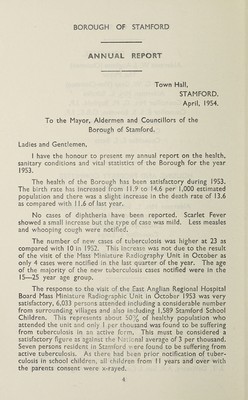 BOROUGH OF STAMFORD
ANNUAL REPORT
Town Hall,
STAMFORD.
April, 1954.
To the Mayor, Aldermen and Councillors of the
Borough of Stamford.
Ladies and Gentlemen,
I have the honour to present my annual report on the health,
sanitary conditions and vital statistics of the Borough for the year
1953.
The health of the Borough has been satisfactory during 1953.
The birth rate has increased from 11.9 to 14.6 per 1,000 estimated
population and there was a slight increase in the death rate of 13.6
as compared with 11.6 of last year.
No cases of diphtheria have been reported. Scarlet Fever
showed a small increase but the type of case was mild. Less measles
and whooping cough were notified.
The number of new cases of tuberculosis was higher at 23 as
compared with 10 in 1952. This increase was not due to the result
of the visit of the Mass Miniature Radiography Unit in October as
only 4 cases were notified in the last quarter of the year. The age
of the majority of the new tuberculosis cases notified were in the
15—25 year age group.
The response to the visit of the East Anglian Regional Hospital
Board Mass Miniature Radiographic Unit in October 1953 was very
satisfactory, 6,033 persons attended including a considerable number
from surrounding villages and also including 1,589 Stamford School
Children. This represents about 50% of healthy population who
attended the unit and only 1 per thousand was found to be suffering
from tuberculosis in an active form. This must be considered a
satisfactory figure as against the National average of 3 per thousand.
Seven persons resident in Stamford were found to be suffering from
active tuberculosis. As there had been prior notification of tuber-
culosis in school children, all children from 11 years and over with
the parents consent were x-rayed.
4